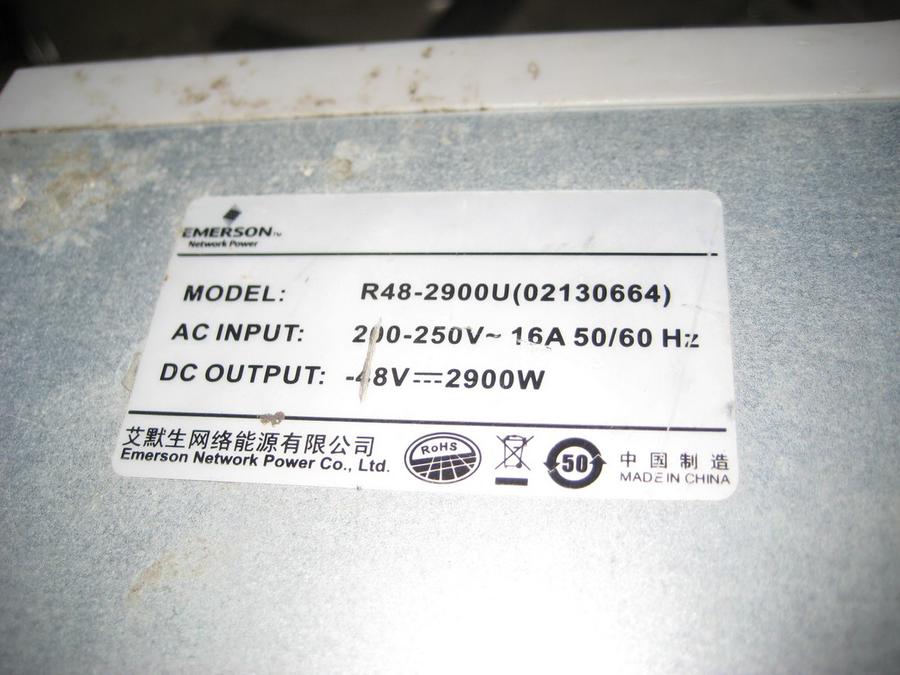 EMERSON™
Network Power
MODEL: R48-2900U(02130664)
AC INPUT: 200-250V~ 16A 50/60 Hz
DC OUTPUT: -48V⎓2900W
艾默生网络能源有限公司
Emerson Network Power Co., Ltd.
RoHS
50
中国制造
MADE IN CHINA